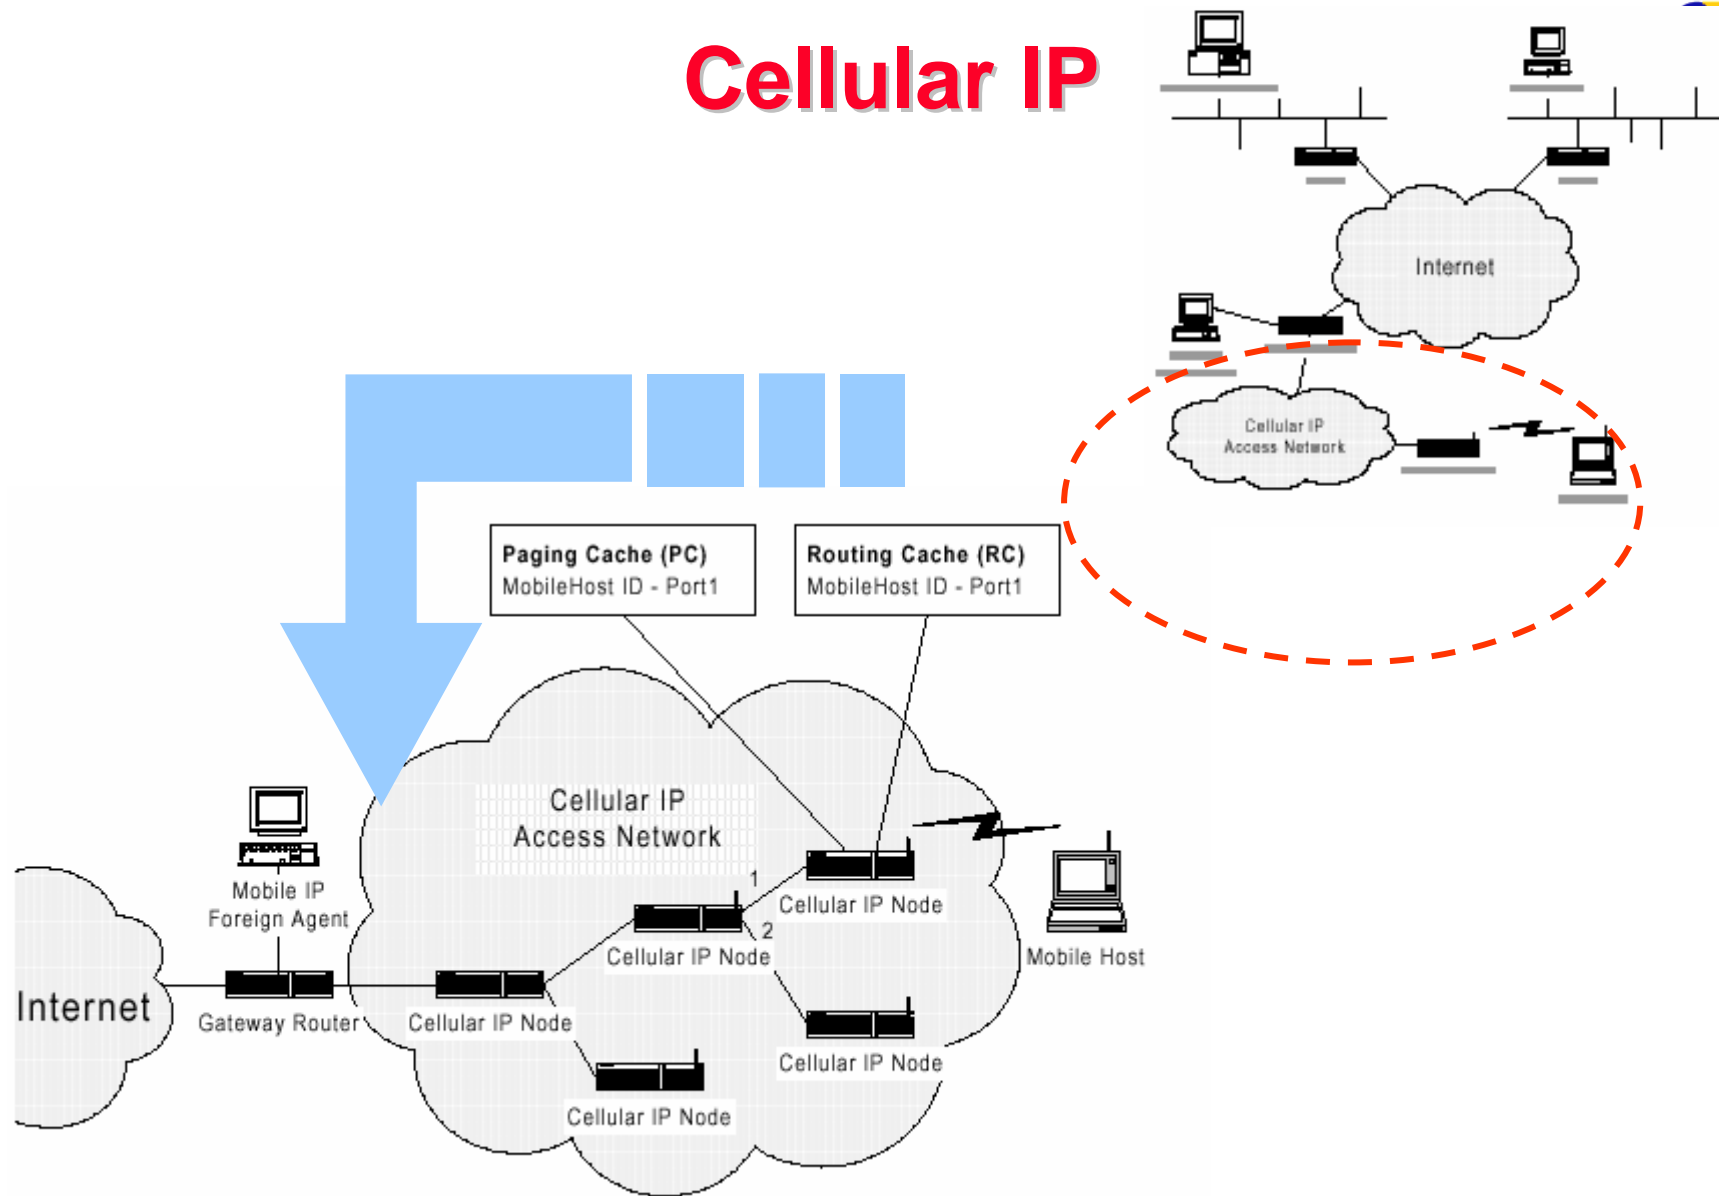 Cellular IP
Internet
Cellular IP
Access Network
Paging Cache (PC)
MobileHost ID - Port1
Routing Cache (RC)
MobileHost ID - Port1
Cellular IP
Access Network
Mobile IP
Foreign Agent
1
Cellular IP Node
2
Cellular IP Node
Mobile Host
Internet
Gateway Router
Cellular IP Node
Cellular IP Node
Cellular IP Node